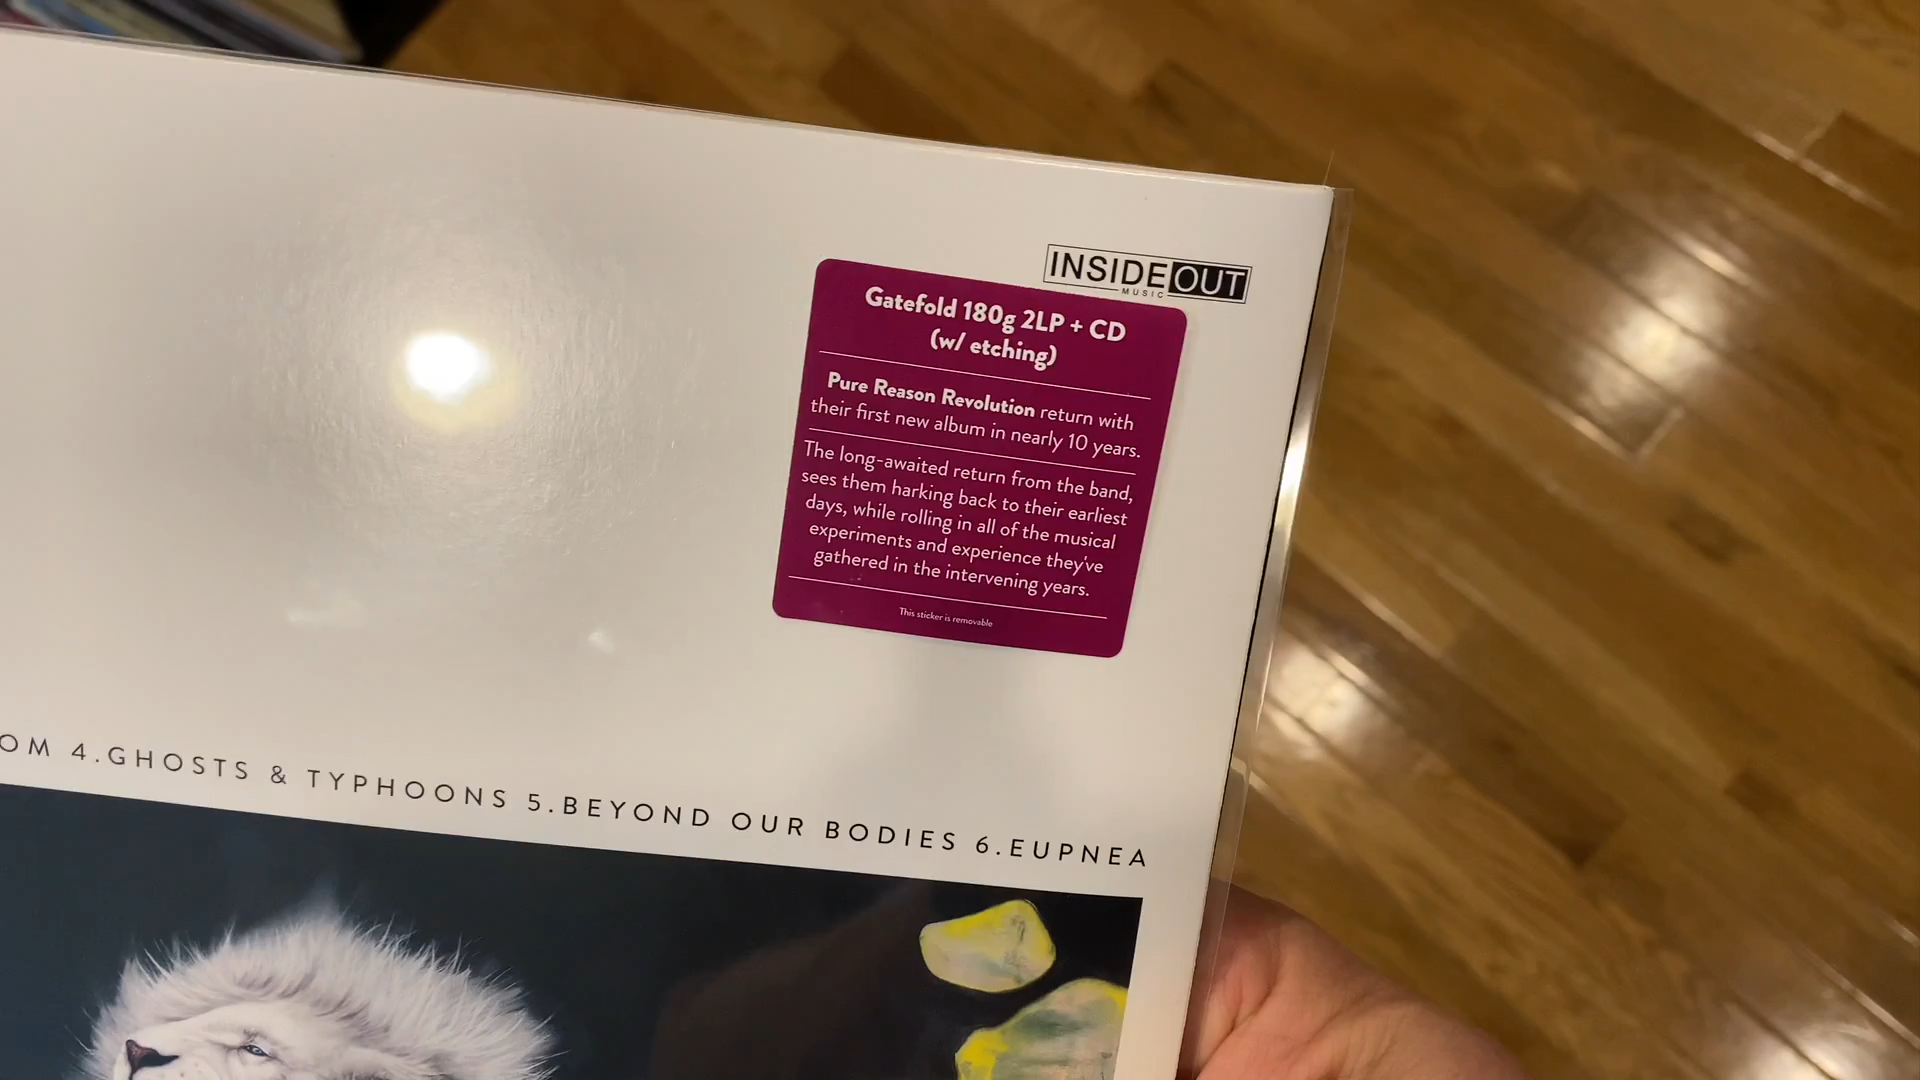 INSIDEOUT
MUSIC
Gatefold 180g 2LP + CD
(w/ etching)
Pure Reason Revolution return with
their first new album in nearly 10 years.
The long-awaited return from the band,
sees them harking back to their earliest
days, while rolling in all of the musical
experiments and experience they've
gathered in the intervening years.
This sticker is removable
OM 4.GHOSTS & TYPHOONS 5.BEYOND OUR BODIES 6.EUPNEA